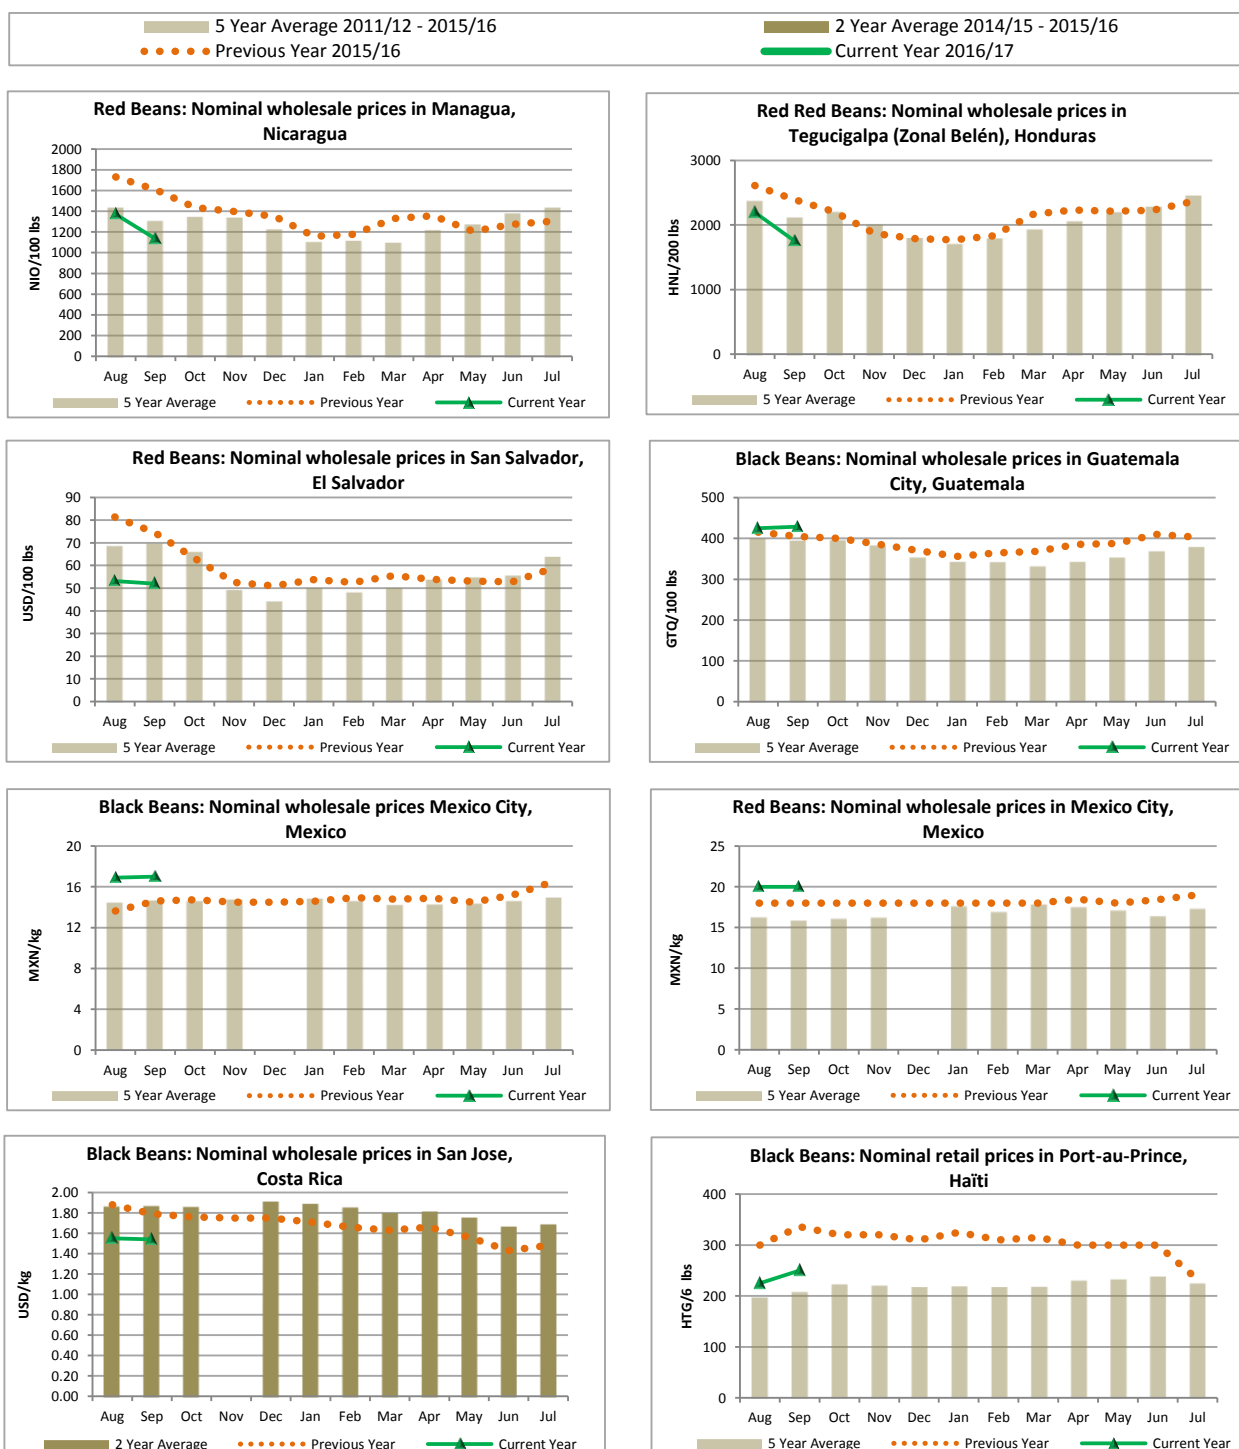 5 Year Average 2011/12 - 2015/16
2 Year Average 2014/15 - 2015/16
Previous Year 2015/16
Current Year 2016/17
Red Beans: Nominal wholesale prices in Managua,
Nicaragua
NIO/100 lbs
2000
1800
1600
1400
1200
1000
800
600
400
200
0
Aug Sep Oct Nov Dec Jan Feb Mar Apr May Jun Jul
5 Year Average Previous Year Current Year
Red Red Beans: Nominal wholesale prices in
Tegucigalpa (Zonal Belén), Honduras
HNL/200 lbs
3000
2000
1000
0
Aug Sep Oct Nov Dec Jan Feb Mar Apr May Jun Jul
5 Year Average Previous Year Current Year
Red Beans: Nominal wholesale prices in San Salvador,
El Salvador
USD/100 lbs
90
80
70
60
50
40
30
20
10
0
Aug Sep Oct Nov Dec Jan Feb Mar Apr May Jun Jul
5 Year Average Previous Year Current Year
Black Beans: Nominal wholesale prices in Guatemala
City, Guatemala
GTQ/100 lbs
500
400
300
200
100
0
Aug Sep Oct Nov Dec Jan Feb Mar Apr May Jun Jul
5 Year Average Previous Year Current Year
Black Beans: Nominal wholesale prices Mexico City,
Mexico
MXN/kg
20
16
12
8
4
0
Aug Sep Oct Nov Dec Jan Feb Mar Apr May Jun Jul
5 Year Average Previous Year Current Year
Red Beans: Nominal wholesale prices in Mexico City,
Mexico
MXN/kg
25
20
15
10
5
0
Aug Sep Oct Nov Dec Jan Feb Mar Apr May Jun Jul
5 Year Average Previous Year Current Year
Black Beans: Nominal wholesale prices in San Jose,
Costa Rica
USD/kg
2.00
1.80
1.60
1.40
1.20
1.00
0.80
0.60
0.40
0.20
0.00
Aug Sep Oct Nov Dec Jan Feb Mar Apr May Jun Jul
2 Year Average Previous Year Current Year
Black Beans: Nominal retail prices in Port-au-Prince,
Haïti
HTG/6 lbs
400
300
200
100
0
Aug Sep Oct Nov Dec Jan Feb Mar Apr May Jun Jul
5 Year Average Previous Year Current Year